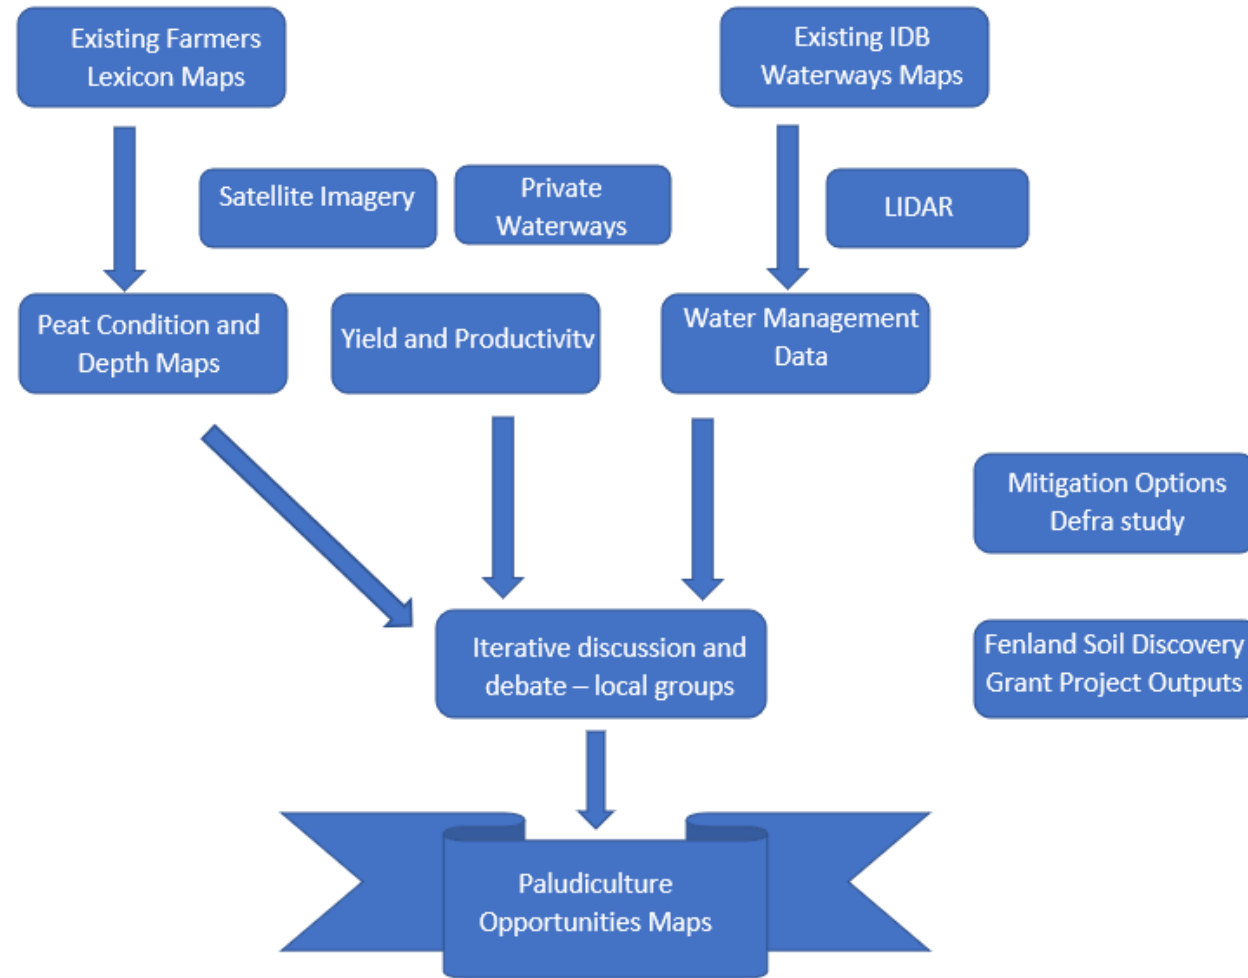 Existing Farmers
Lexicon Maps
Existing IDB
Waterways Maps
Satellite Imagery
Private
Waterways
LIDAR
Peat Condition and
Depth Maps
Yield and Productivity
Water Management
Data
Mitigation Options
Defra study
Iterative discussion and
debate – local groups
Fenland Soil Discovery
Grant Project Outputs
Paludiculture
Opportunities Maps